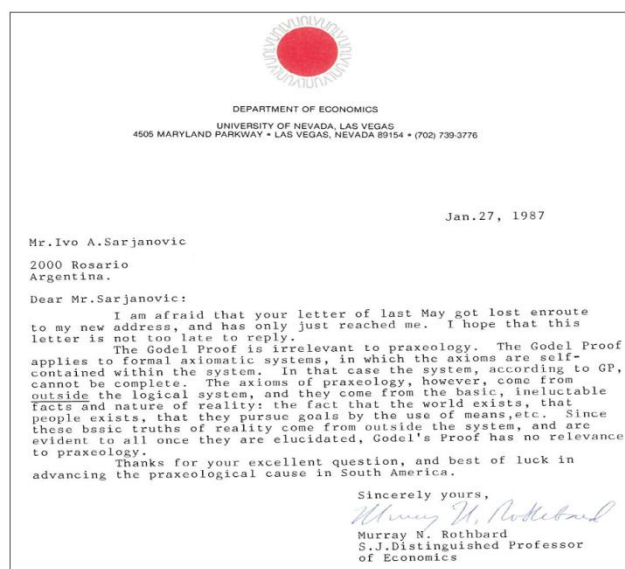 UNLV UNLV UNLV UNLV UNLV UNLV UNLV UNLV
DEPARTMENT OF ECONOMICS
UNIVERSITY OF NEVADA, LAS VEGAS
4505 MARYLAND PARKWAY • LAS VEGAS, NEVADA 89154 • (702) 739-3776
Jan.27, 1987
Mr.Ivo A.Sarjanovic
2000 Rosario
Argentina.
Dear Mr.Sarjanovic:
I am afraid that your letter of last May got lost enroute
to my new address, and has only just reached me. I hope that this
letter is not too late to reply.
The Godel Proof is irrelevant to praxeology. The Godel Proof
applies to formal axiomatic systems, in which the axioms are self-
contained within the system. In that case the system, according to GP,
cannot be complete. The axioms of praxeology, however, come from
outside the logical system, and they come from the basic, ineluctable
facts and nature of reality: the fact that the world exists, that
people exists, that they pursue goals by the use of means,etc. Since
these bssic truths of reality come from outside the system, and are
evident to all once they are elucidated, Godel's Proof has no relevance
to praxeology.
Thanks for your excellent question, and best of luck in
advancing the praxeological cause in South America.
Sincerely yours,
Murray N. Rothbard
Murray N. Rothbard
S.J.Distinguished Professor
of Economics